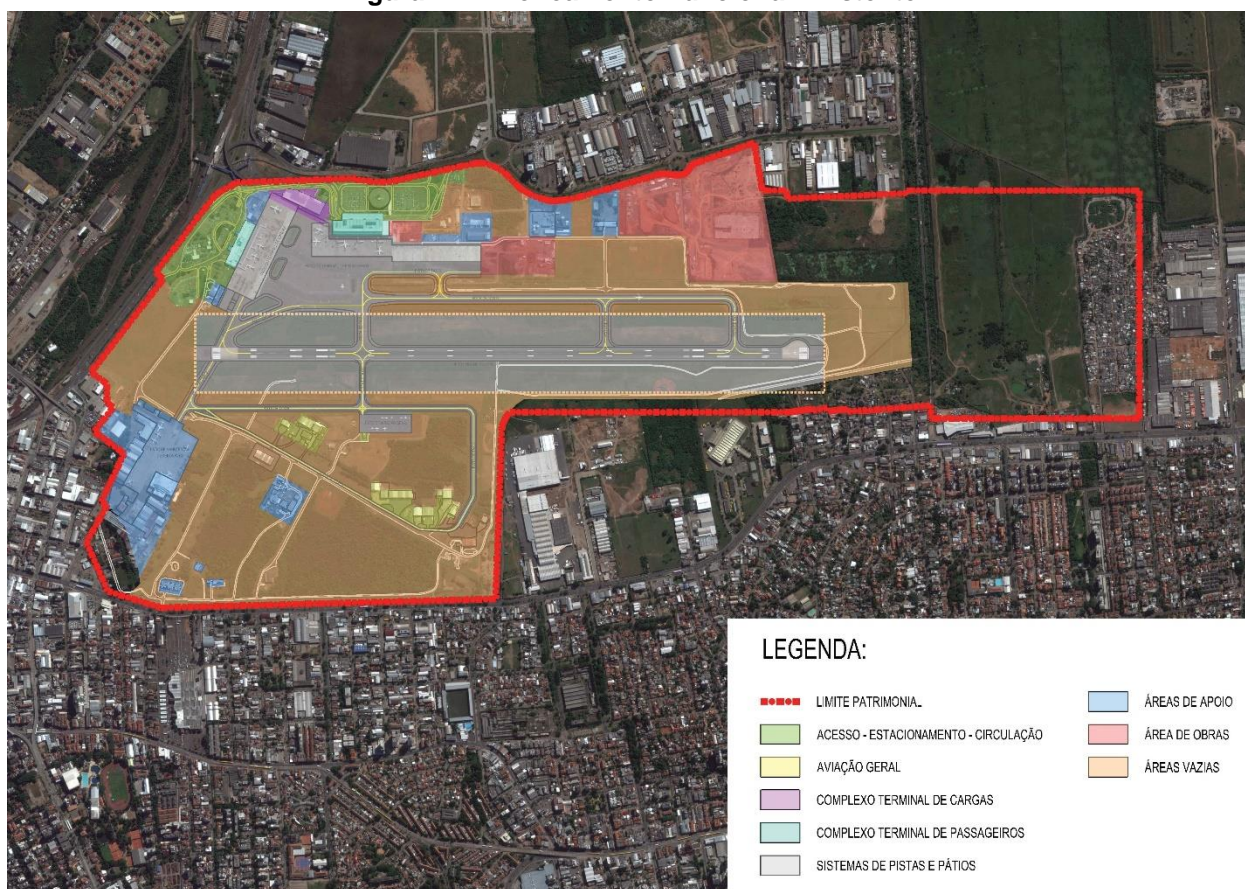 LEGENDA:
LIMITE PATRIMONIAL
ACESSO - ESTACIONAMENTO - CIRCULAÇÃO
AVIAÇÃO GERAL
COMPLEXO TERMINAL DE CARGAS
COMPLEXO TERMINAL DE PASSAGEIROS
SISTEMAS DE PISTAS E PÁTIOS
ÁREAS DE APOIO
ÁREA DE OBRAS
ÁREAS VAZIAS